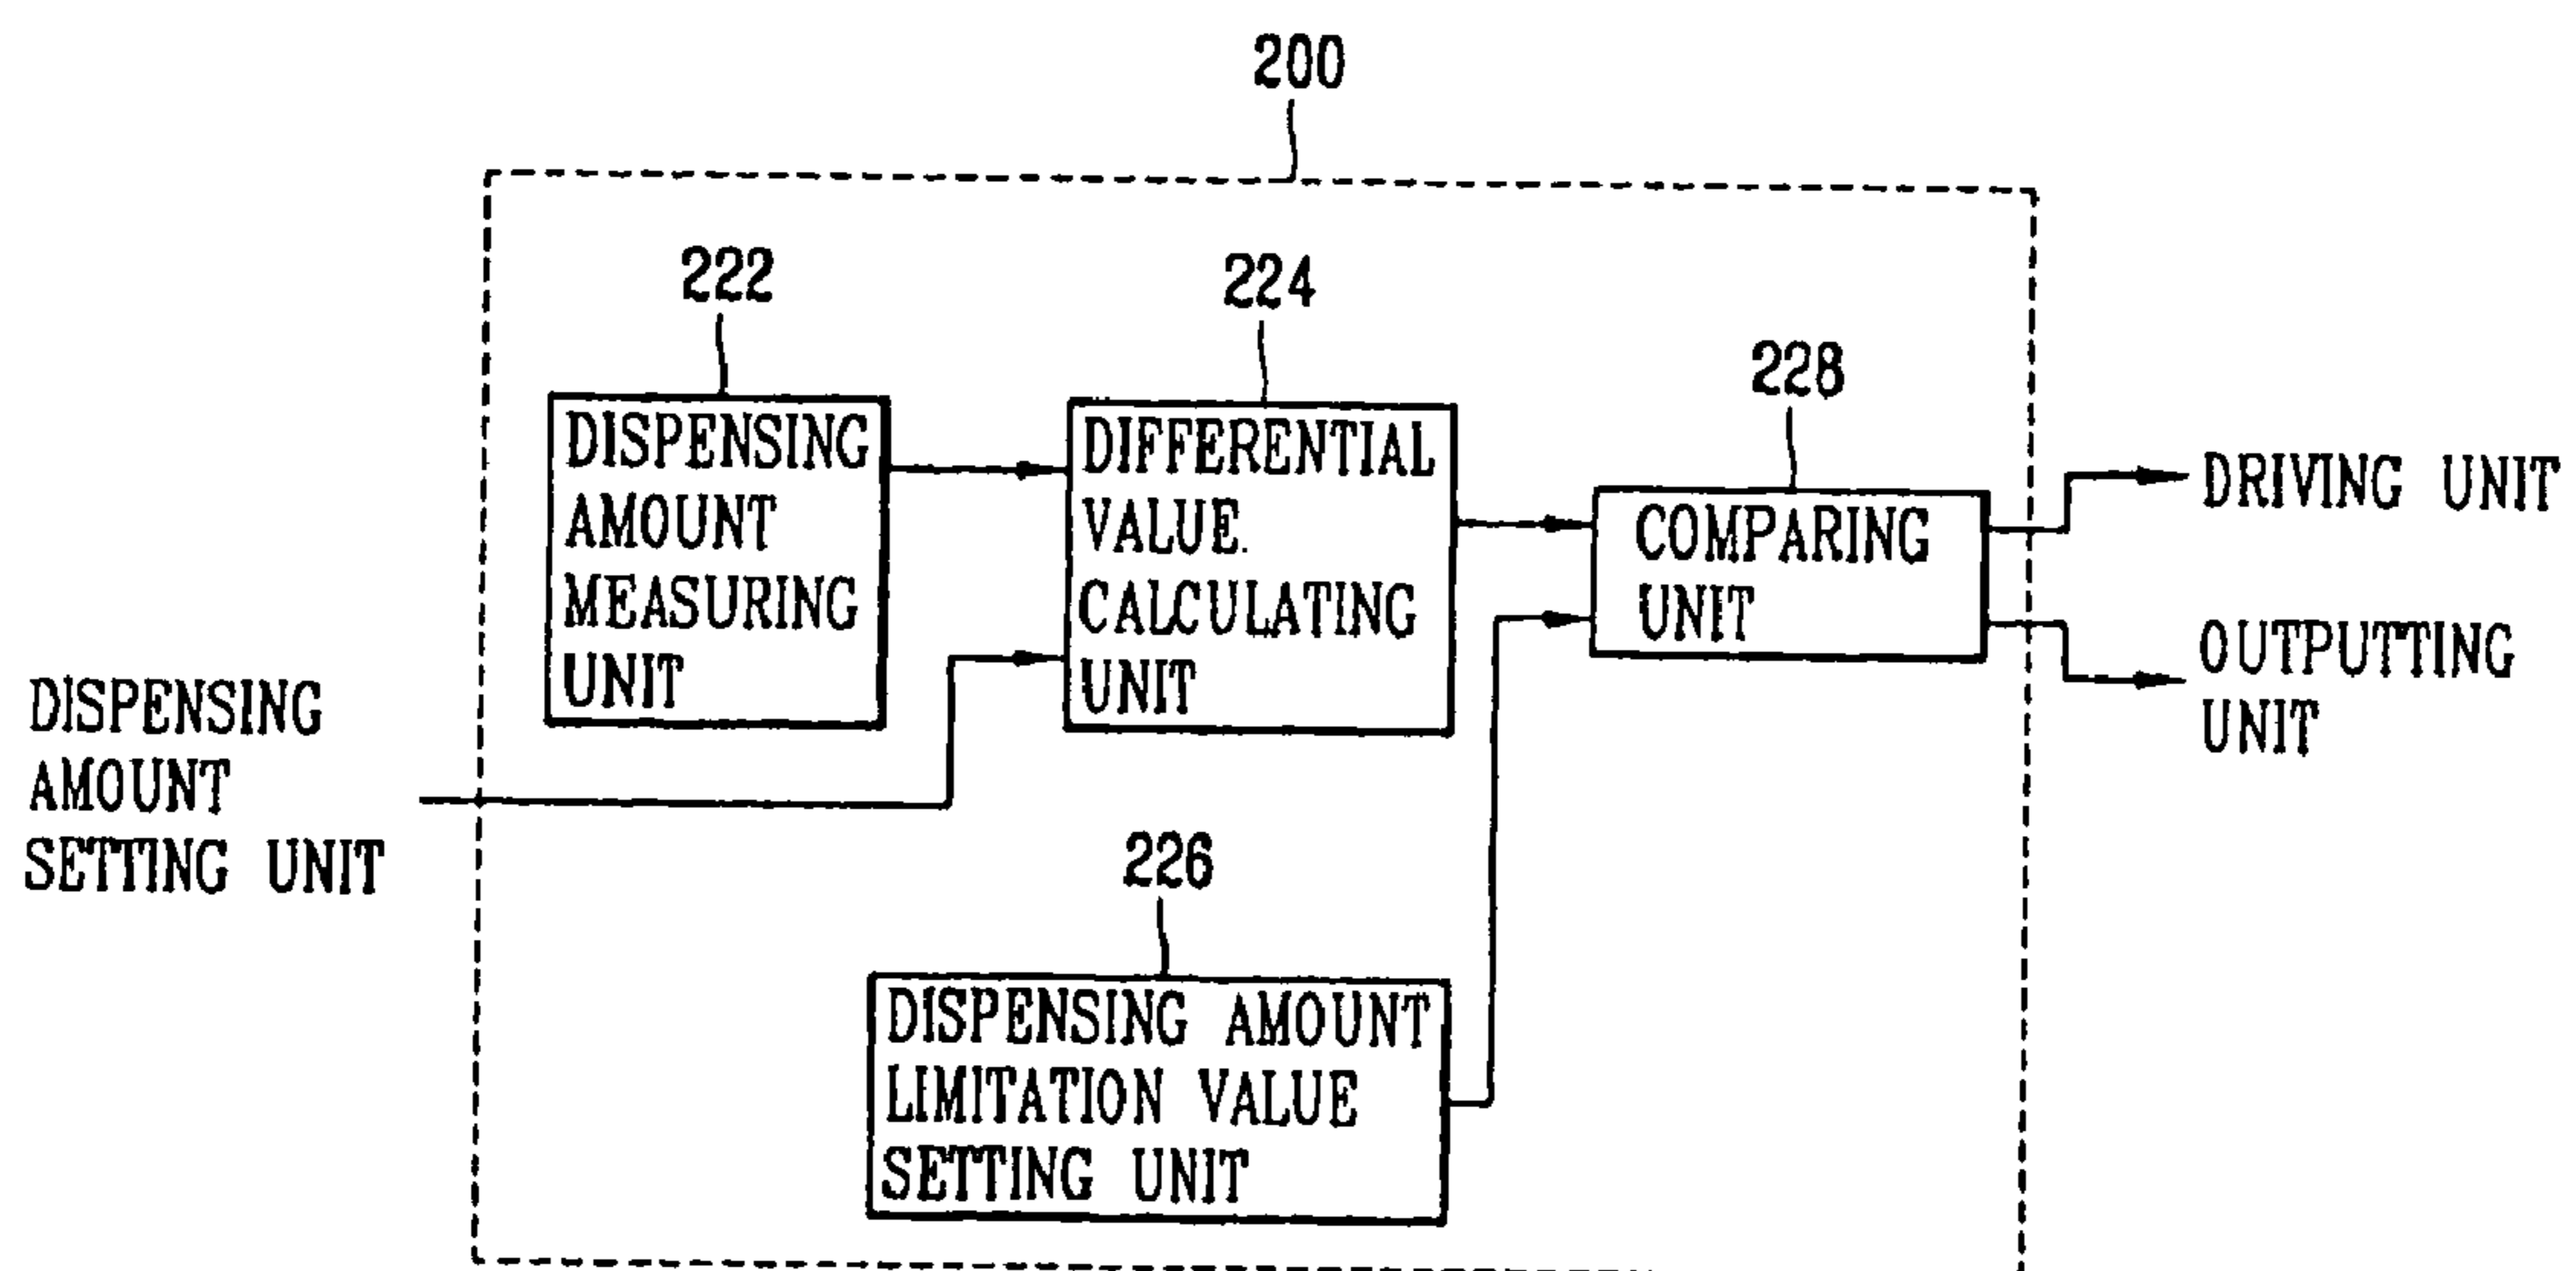 200
222
DISPENSING
AMOUNT
MEASURING
UNIT
224
DIFFERENTIAL
VALUE.
CALCULATING
UNIT
228
COMPARING
UNIT
DRIVING UNIT
OUTPUTTING
UNIT
DISPENSING
AMOUNT
SETTING UNIT
226
DISPENSING AMOUNT
LIMITATION VALUE
SETTING UNIT